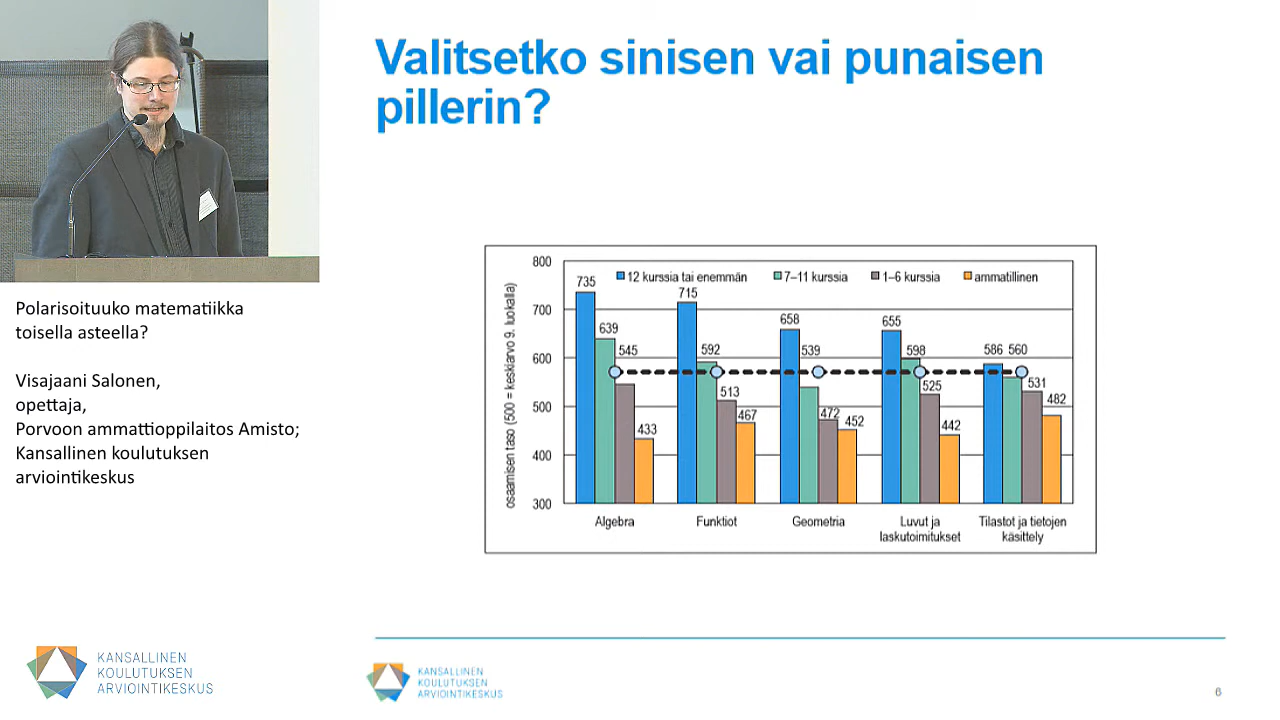 Valitsetko sinisen vai punaisen
pillerin?
Polarisoituuko matematiikka
toisella asteella?
Visajaani Salonen,
opettaja,
Porvoon ammattioppilaitos Amisto;
Kansallinen koulutuksen
arviointikeskus
osaamisen taso (500 = keskiarvo 9. luokalla)
800
700
600
500
400
300
12 kurssia tai enemmän
7–11 kurssia
1–6 kurssia
ammatillinen
735
639
545
433
715
592
513
467
658
539
472
452
655
598
525
442
586
560
531
482
Algebra
Funktiot
Geometria
Luvut ja
laskutoimitukset
Tilastot ja tietojen
käsittely
KANSALLINEN
KOULUTUKSEN
ARVIOINTIKESKUS
KANSALLINEN
KOULUTUKSEN
ARVIOINTIKESKUS
6